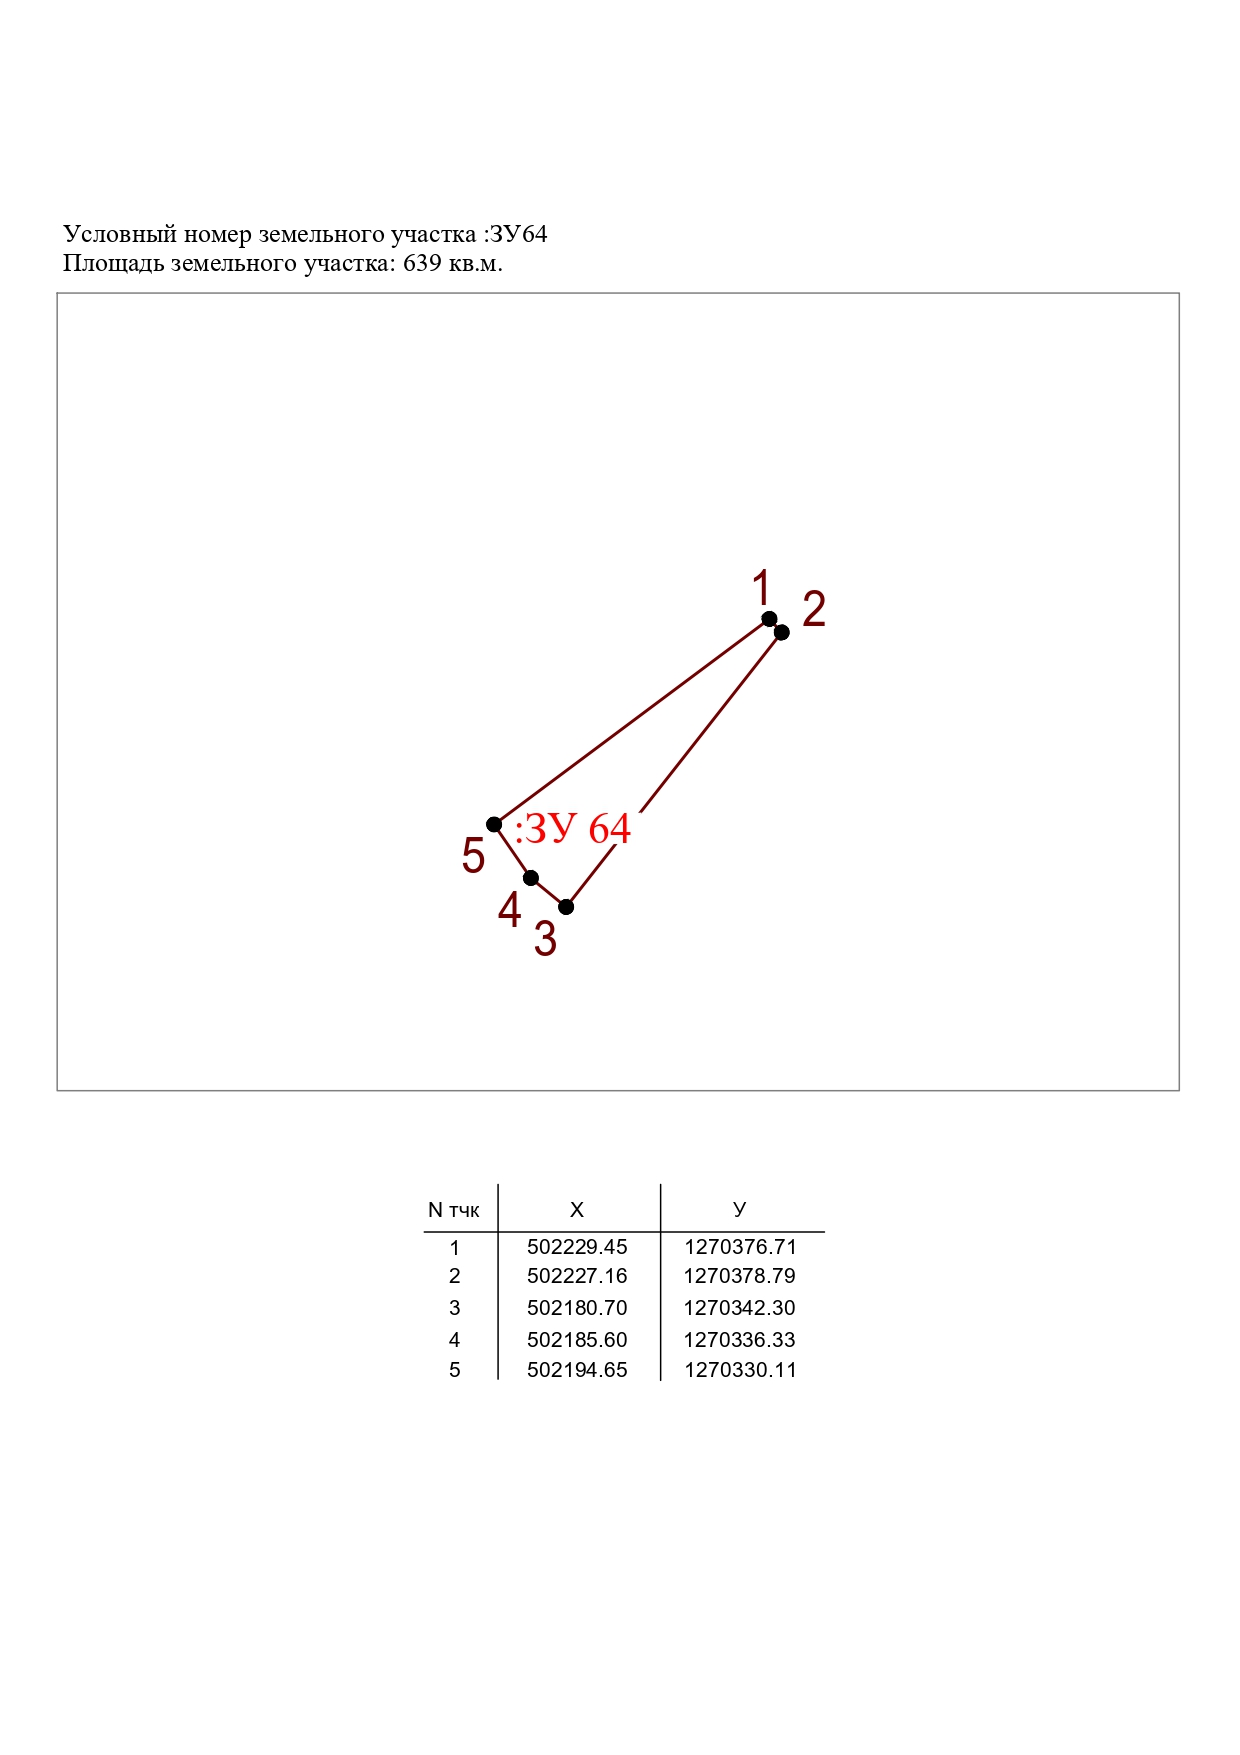 Условный номер земельного участка :ЗУ64
Площадь земельного участка: 639 кв.м.
1
2
:ЗУ 64
5
4
3
N тчк X У
1 502229.45 1270376.71
2 502227.16 1270378.79
3 502180.70 1270342.30
4 502185.60 1270336.33
5 502194.65 1270330.11